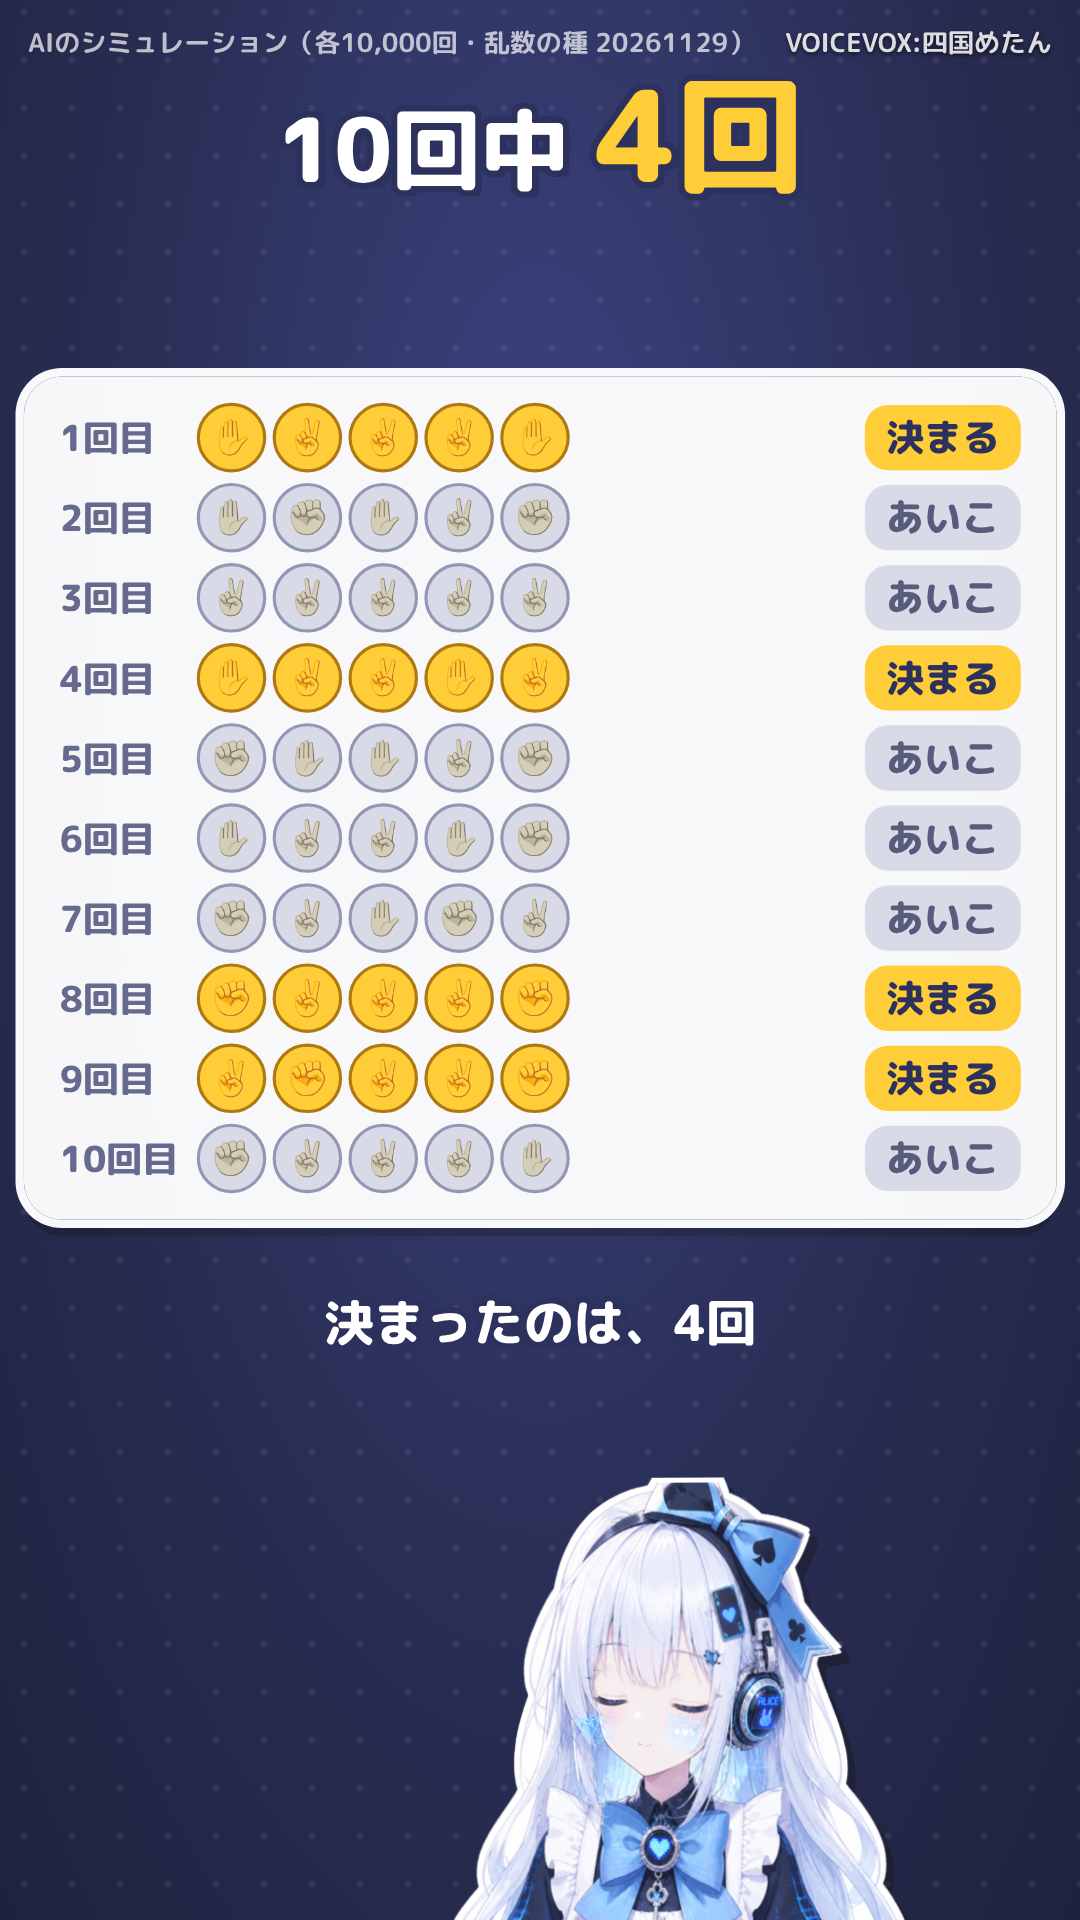 AIのシミュレーション（各10,000回・乱数の種 20261129）
VOICEVOX:四国めたん
10回中 4回
1回目 決まる
2回目 あいこ
3回目 あいこ
4回目 決まる
5回目 あいこ
6回目 あいこ
7回目 あいこ
8回目 決まる
9回目 決まる
10回目 あいこ
決まったのは、4回
ALICE